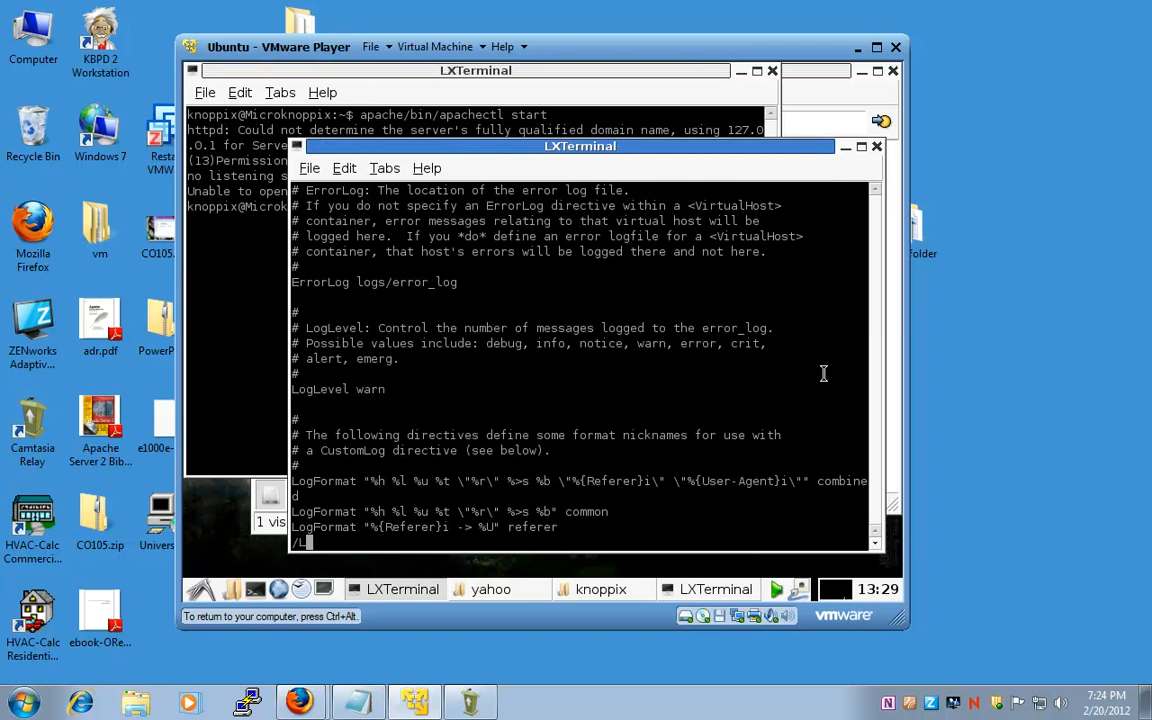 Computer
KBPD 2
Workstation
Recycle Bin
Windows 7
Resta
VMW
Mozilla
Firefox
vm
CO105.
ZENworks
Adaptiv...
adr.pdf
PowerP
Camtasia
Relay
Apache
Server 2 Bib...
e1000e-
HVAC-Calc
Commerci...
CO105.zip
Univers
HVAC-Calc
Residenti...
ebook-ORe...
folder
Ubuntu - VMware Player
File
Virtual Machine
Help
LXTerminal
File Edit Tabs Help
knoppix@Microknoppix:~$ apache/bin/apachectl start
httpd: Could not determine the server's fully qualified domain name, using 127.0
.0.1 for Serve
(13)Permission
no listening s
Unable to open
knoppix@Microk
LXTerminal
File Edit Tabs Help
# ErrorLog: The location of the error log file.
# If you do not specify an ErrorLog directive within a <VirtualHost>
# container, error messages relating to that virtual host will be
# logged here.  If you *do* define an error logfile for a <VirtualHost>
# container, that host's errors will be logged there and not here.
#
ErrorLog logs/error_log
#
# LogLevel: Control the number of messages logged to the error_log.
# Possible values include: debug, info, notice, warn, error, crit,
# alert, emerg.
#
LogLevel warn
#
# The following directives define some format nicknames for use with
# a CustomLog directive (see below).
#
LogFormat "%h %l %u %t \"%r\" %>s %b \"%{Referer}i\" \"%{User-Agent}i\"" combine
d
LogFormat "%h %l %u %t \"%r\" %>s %b" common
LogFormat "%{Referer}i -> %U" referer
/L
1 vis
LXTerminal
yahoo
knoppix
LXTerminal
13:29
To return to your computer, press Ctrl+Alt.
vmware
7:24 PM
2/20/2012